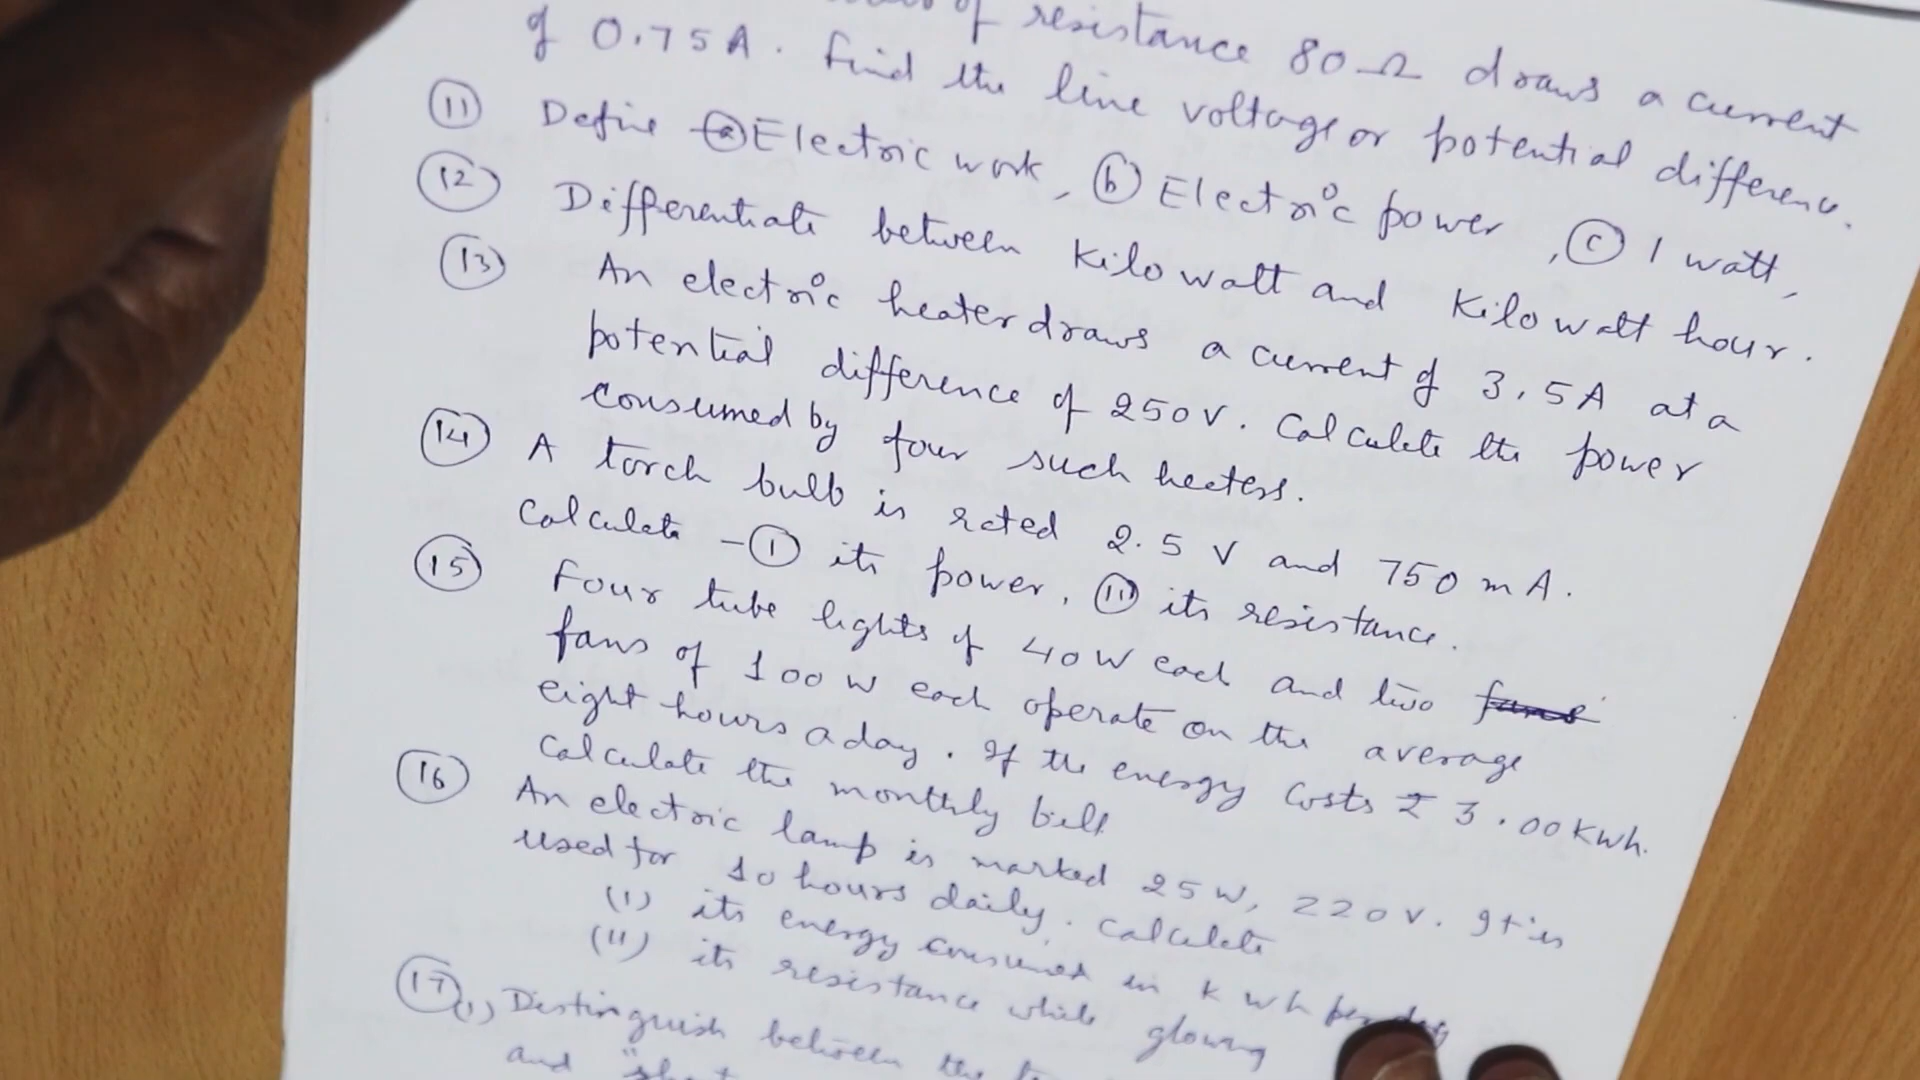 of resistance 80 Ω draws a current
of 0.75A. Find the line voltage or potential difference.
(11) Define (a) Electric work, (b) Electric power, (c) 1 watt,
(12) Differentiate between Kilowatt and Kilowatt hour.
(13) An electric heater draws a current of 3.5A at a
potential difference of 250V. Calculate the power
consumed by four such heaters.
(14) A torch bulb is rated 2.5 V and 750 mA.
Calculate - (I) its power, (II) its resistance.
(15) Four tube lights of 40W each and two fans
fans of 100 W each operate on the average
eight hours a day. If the energy costs ₹ 3.00 KWh.
Calculate the monthly bill
(16) An electric lamp is marked 25 W, 220 V. It is
used for 10 hours daily. Calculate
(I) its energy consumed in k Wh per day
(II) its resistance while glowing
(17) (I) Distinguish between the
and